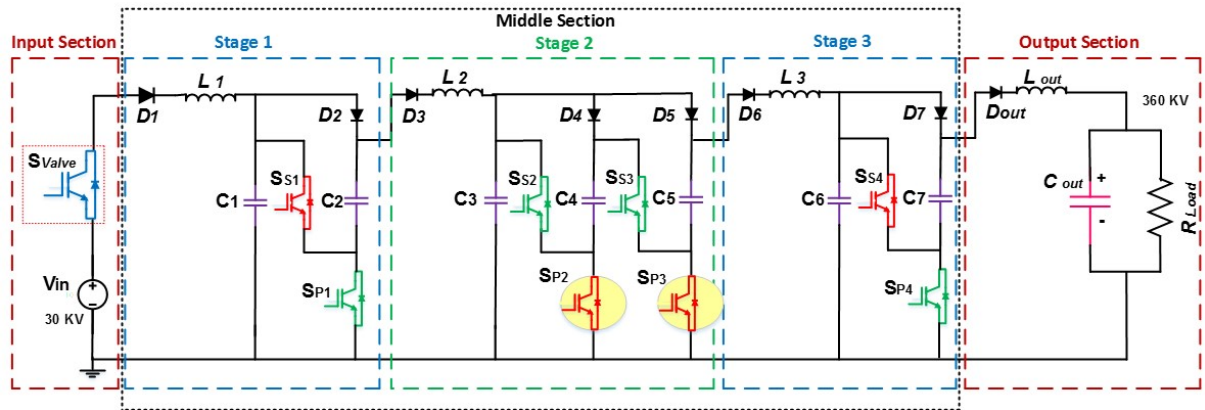 Middle Section
Input Section
Stage 1
Stage 2
Stage 3
Output Section
L 1
L 2
L 3
L out
D1
D2
D3
D4
D5
D6
D7
Dout
360 KV
SValve
SS1
SS2
SS3
SS4
C1
C2
C3
C4
C5
C6
C7
C out
+
-
R Load
Vin
30 KV
+
-
SP1
SP2
SP3
SP4